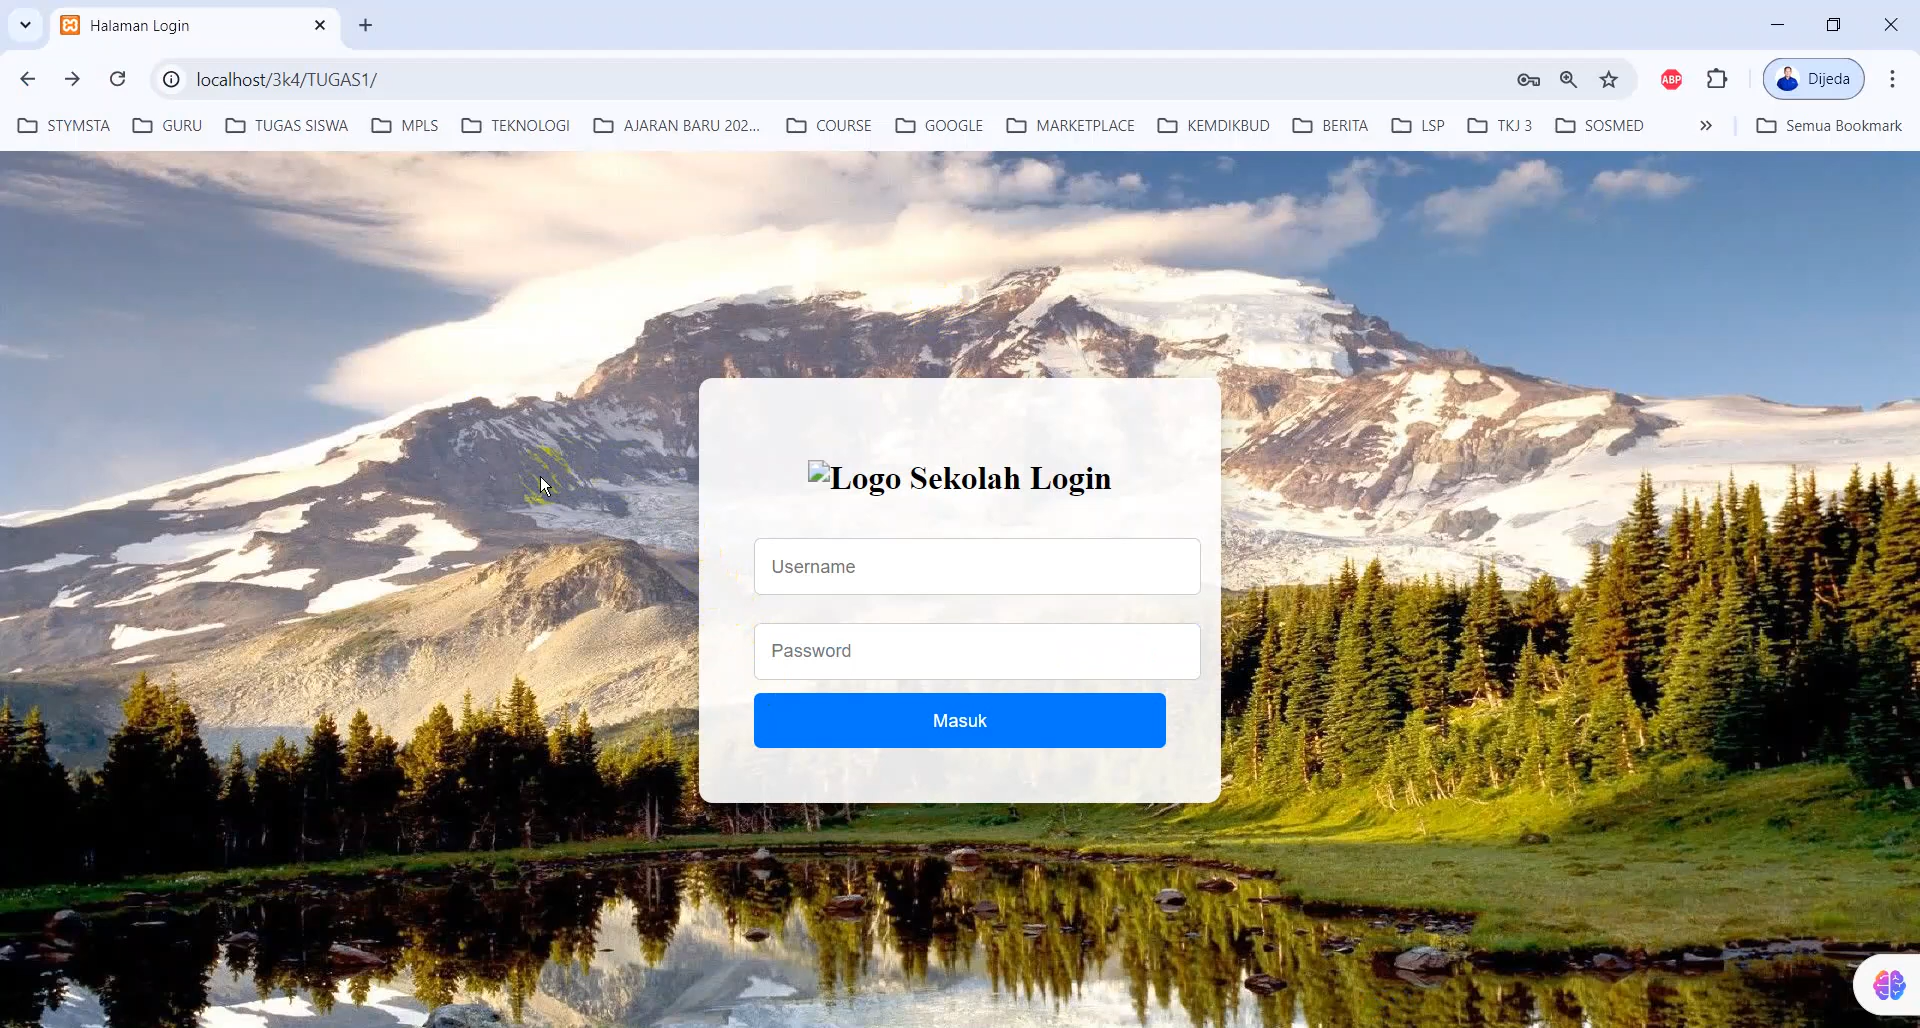 Halaman Login
localhost/3k4/TUGAS1/
ABP
Dijeda
STYMSTA GURU TUGAS SISWA MPLS TEKNOLOGI AJARAN BARU 202... COURSE GOOGLE MARKETPLACE KEMDIKBUD BERITA LSP TKJ 3 SOSMED » Semua Bookmark
Logo Sekolah Login
Username
Password
Masuk